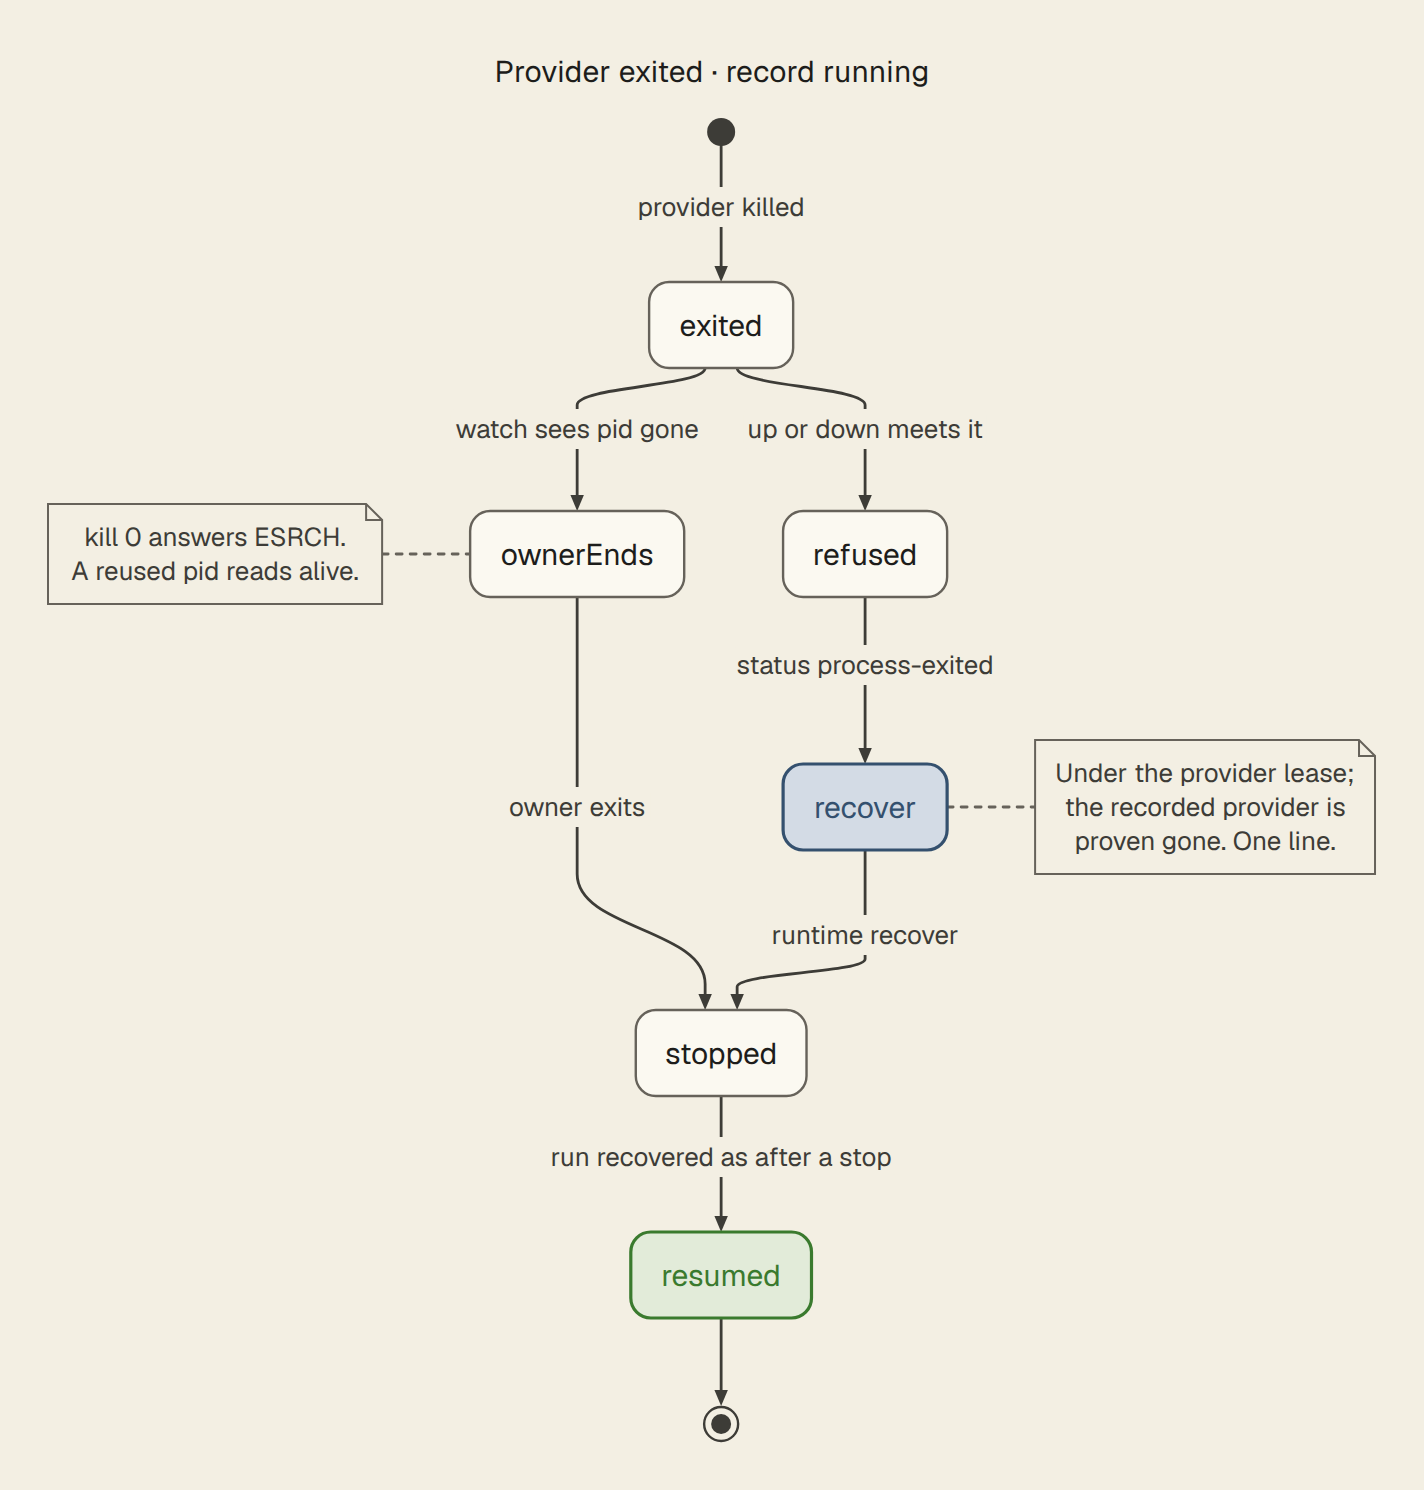 Provider exited · record running
provider killed
exited
watch sees pid gone
up or down meets it
kill 0 answers ESRCH.
A reused pid reads alive.
ownerEnds
refused
status process-exited
owner exits
recover
Under the provider lease;
the recorded provider is
proven gone. One line.
runtime recover
stopped
run recovered as after a stop
resumed